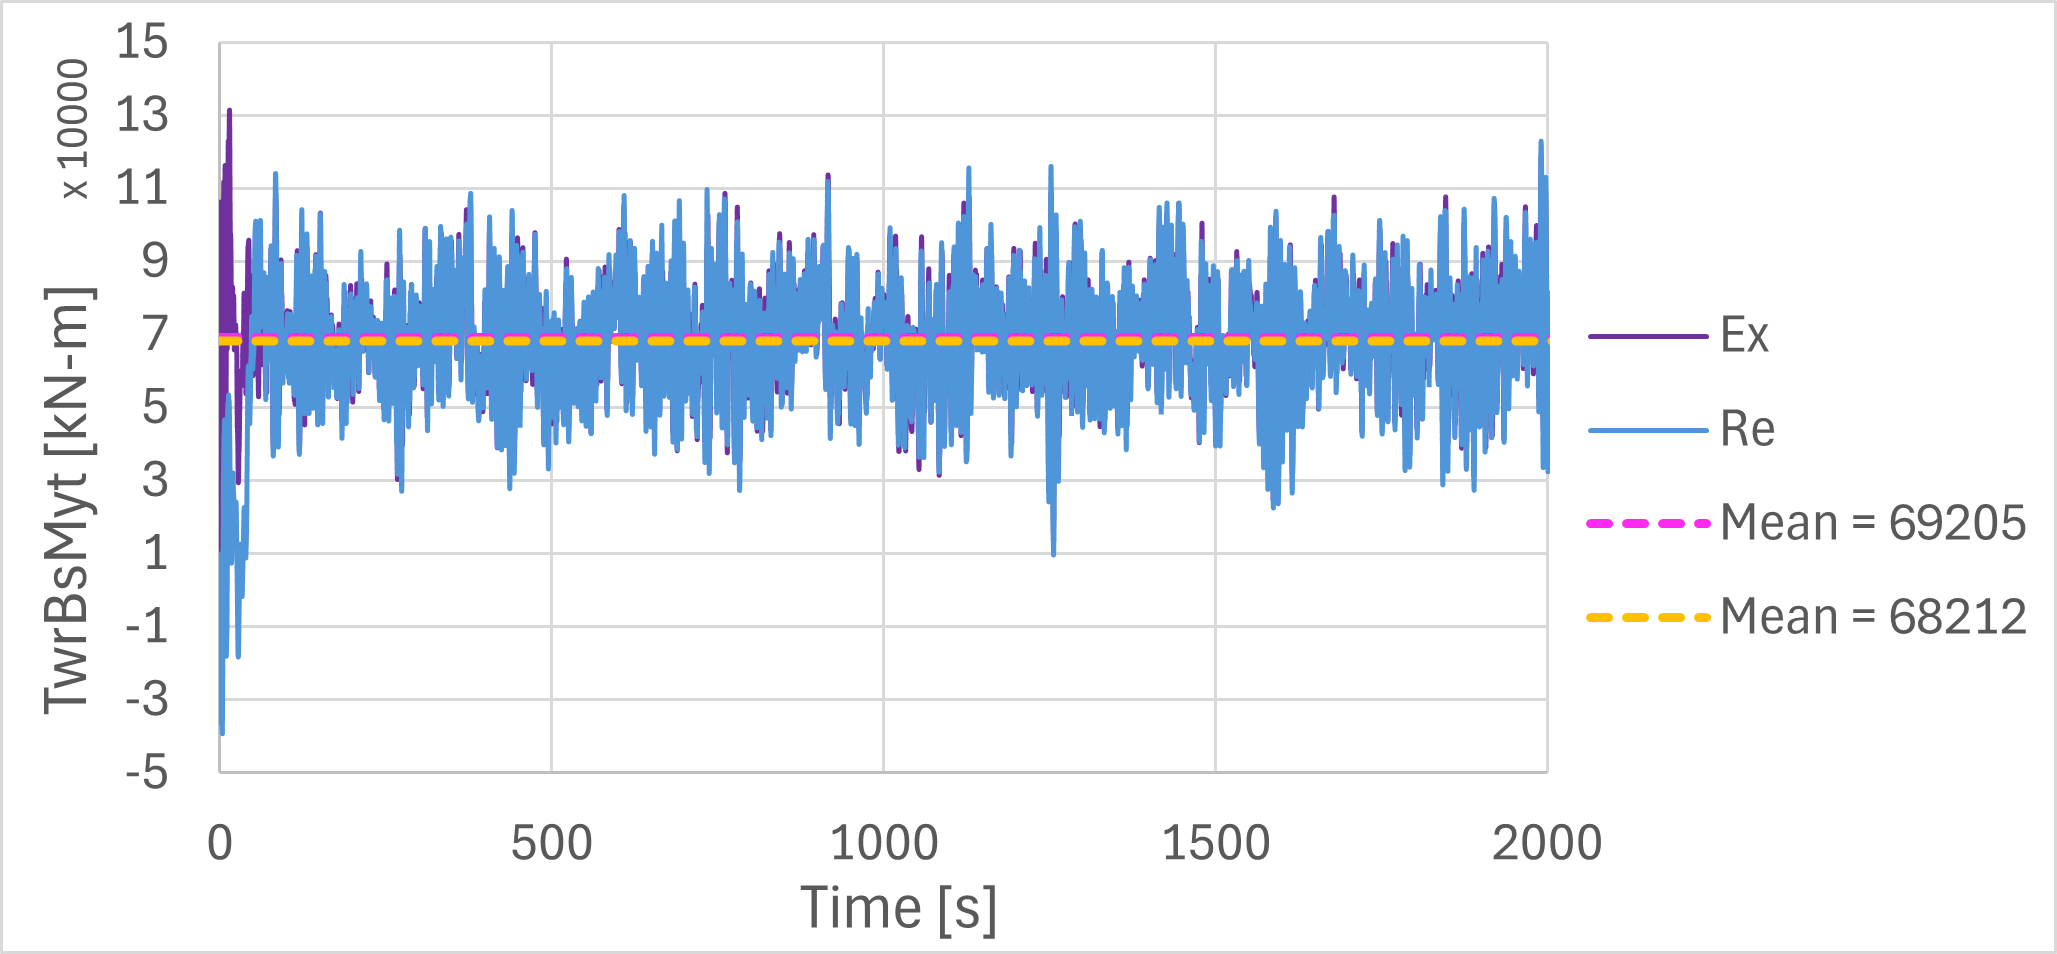 15
13
11
9
7
5
3
1
-1
-3
-5
x 10000
TwrBsMyt [kN-m]
0 500 1000 1500 2000
Time [s]
Ex
Re
Mean = 69205
Mean = 68212